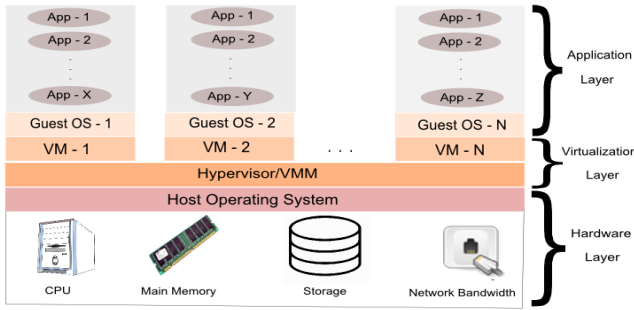 App - 1
App - 2
.
.
.
App - X
Guest OS - 1
VM - 1
App - 1
App - 2
.
.
.
App - Y
Guest OS - 2
VM - 2
. . .
App - 1
App - 2
.
.
.
App - Z
Guest OS - N
VM - N
Hypervisor/VMM
Host Operating System
CPU
Main Memory
Storage
Network Bandwidth
Application
Layer
Virtualization
Layer
Hardware
Layer